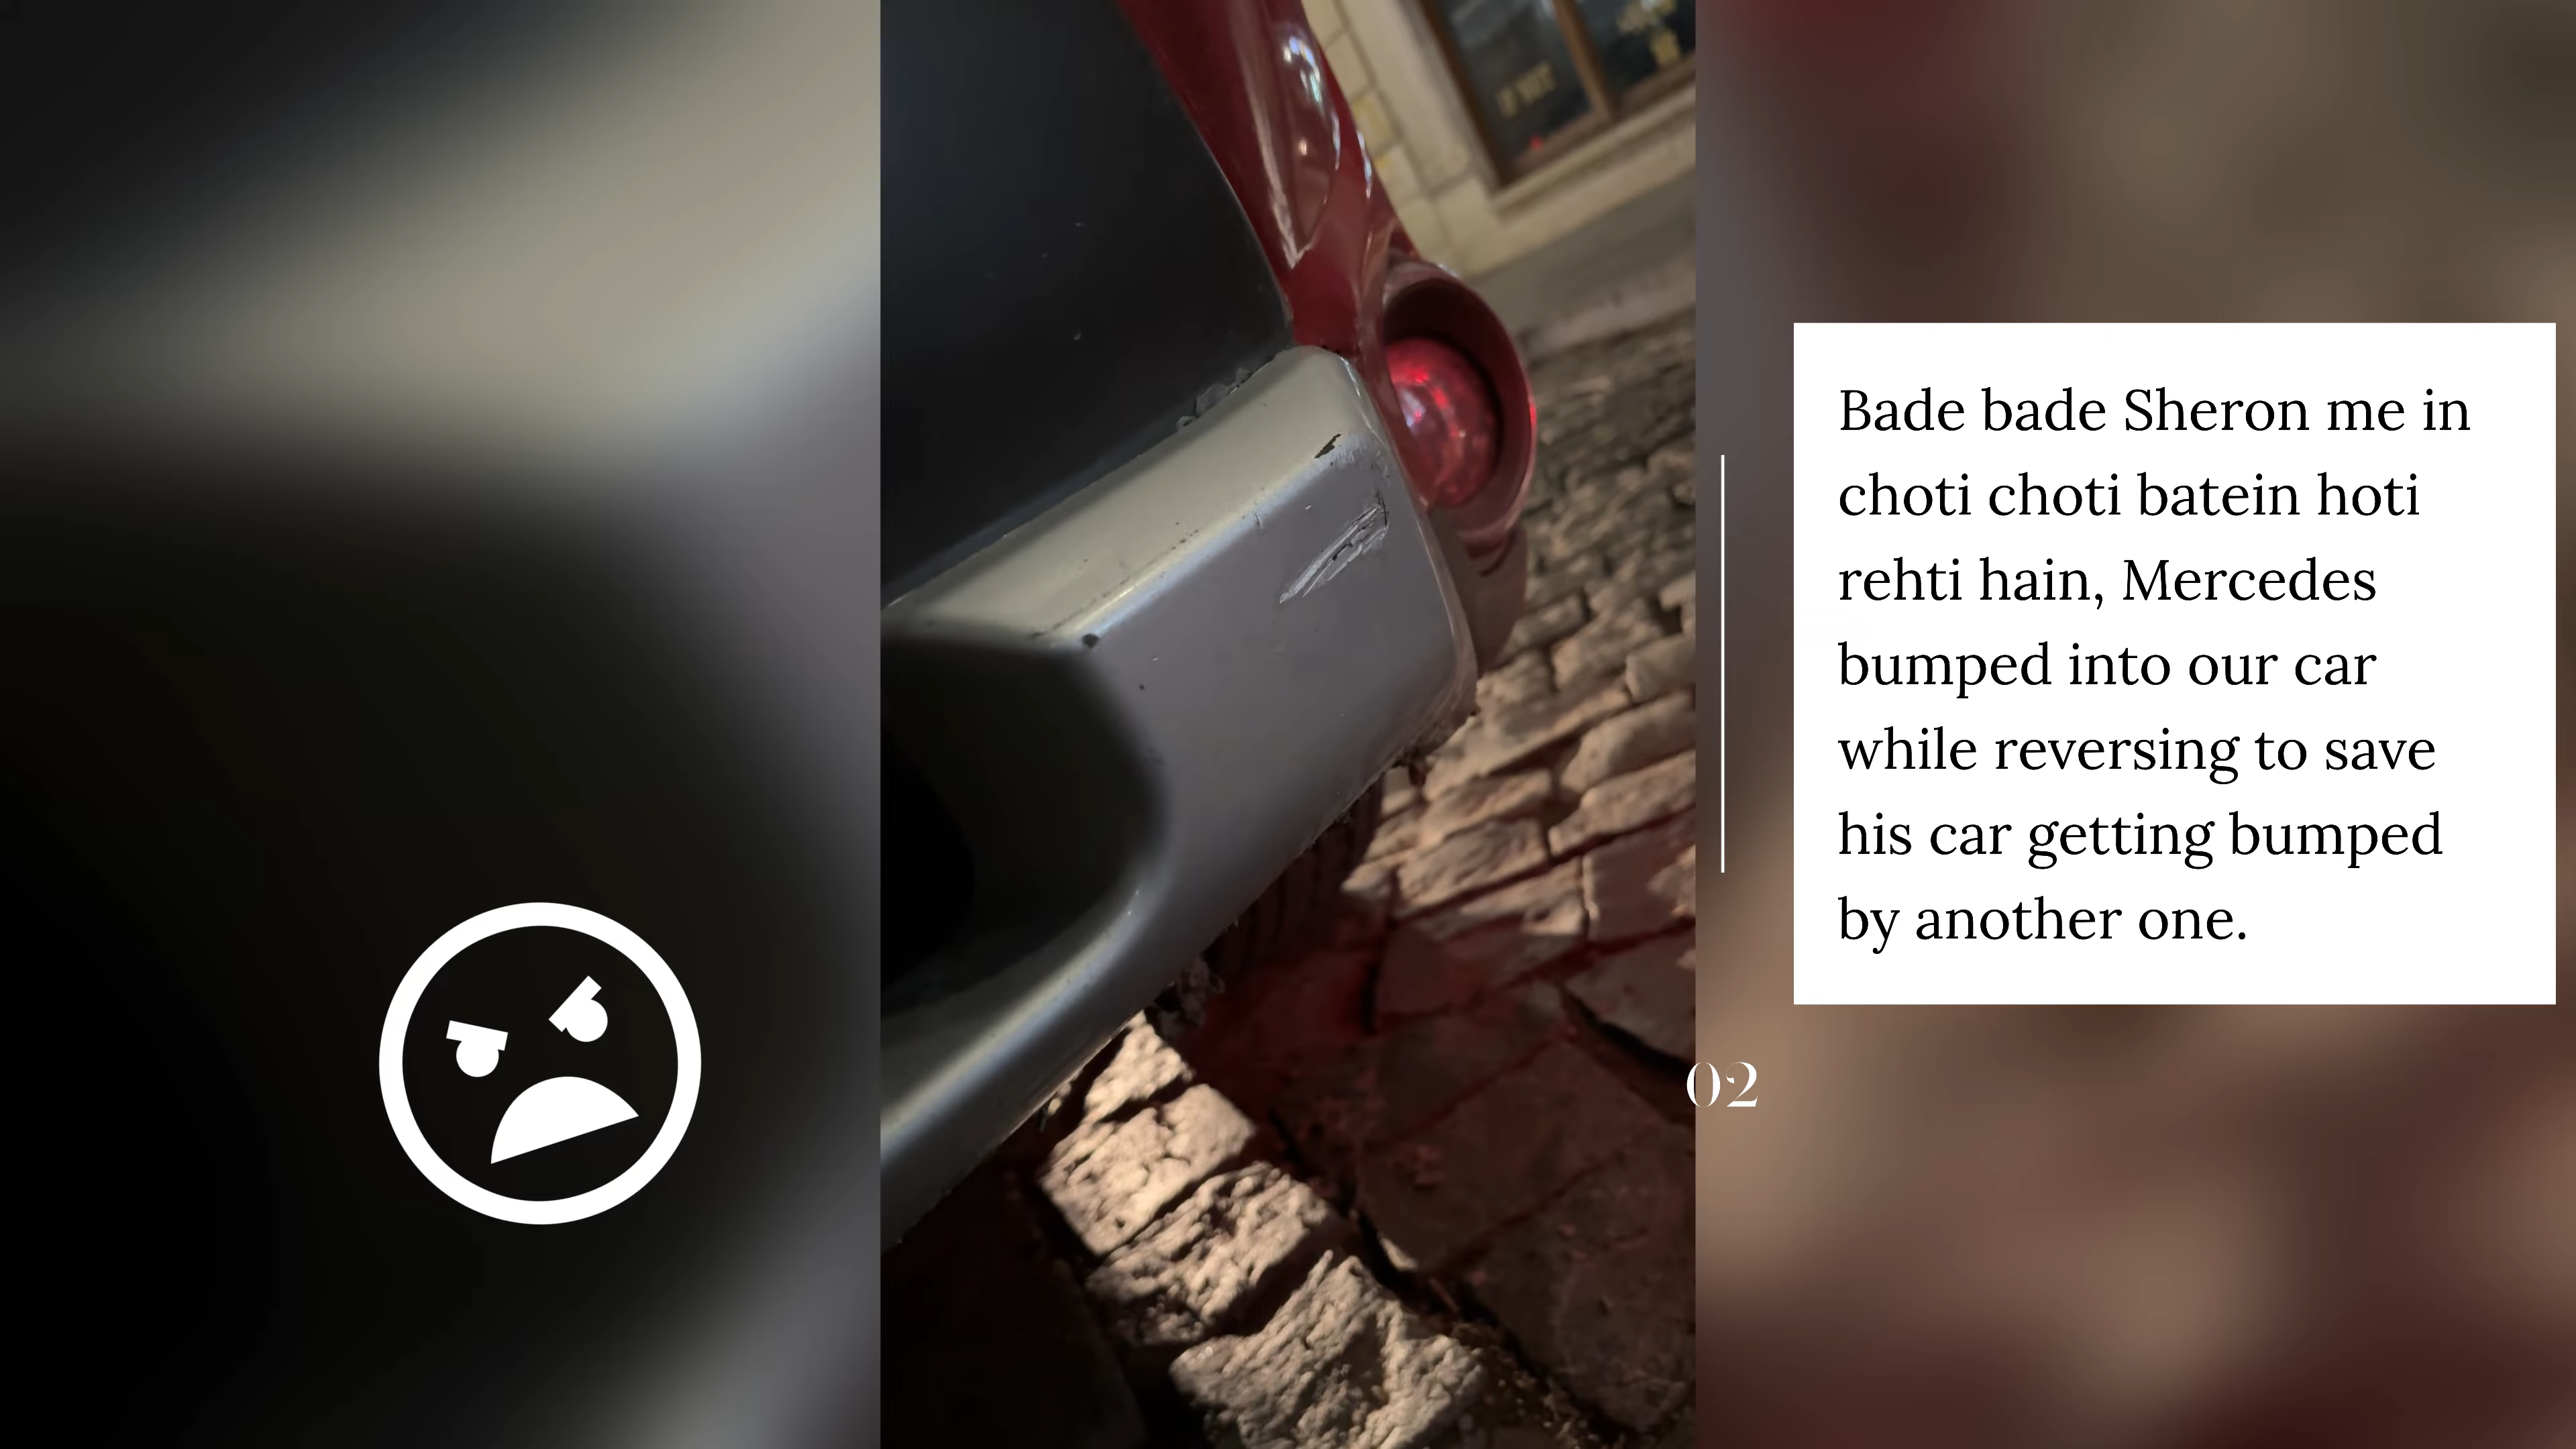 Bade bade Sheron me in
choti choti batein hoti
rehti hain, Mercedes
bumped into our car
while reversing to save
his car getting bumped
by another one.
02